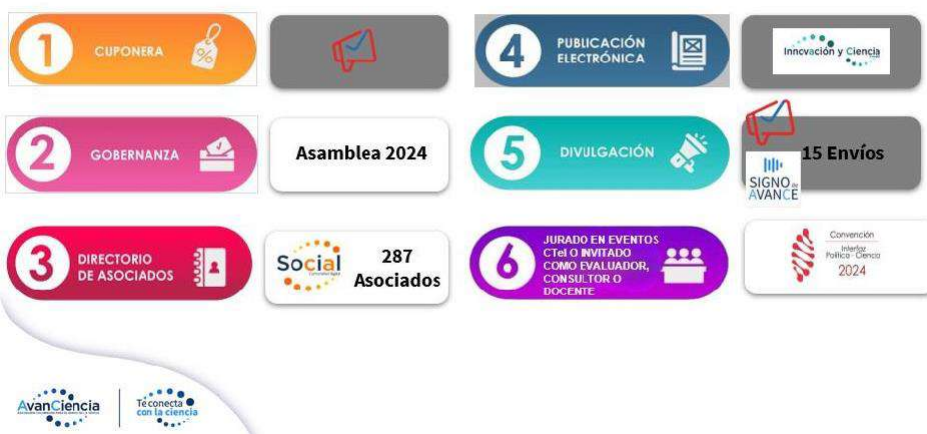 1
CUPONERA
2
GOBERNANZA
Asamblea 2024
3
DIRECTORIO
DE ASOCIADOS
Social
287
Asociados
4
PUBLICACIÓN
ELECTRÓNICA
Innovación y Ciencia
5
DIVULGACIÓN
15 Envíos
SIGNO DE
AVANCE
6
JURADO EN EVENTOS
CTeI O INVITADO
COMO EVALUADOR,
CONSULTOR O
DOCENTE
Convención
Interfaz
Política - Ciencia
2024
AvanCiencia
Te conecta
con la ciencia